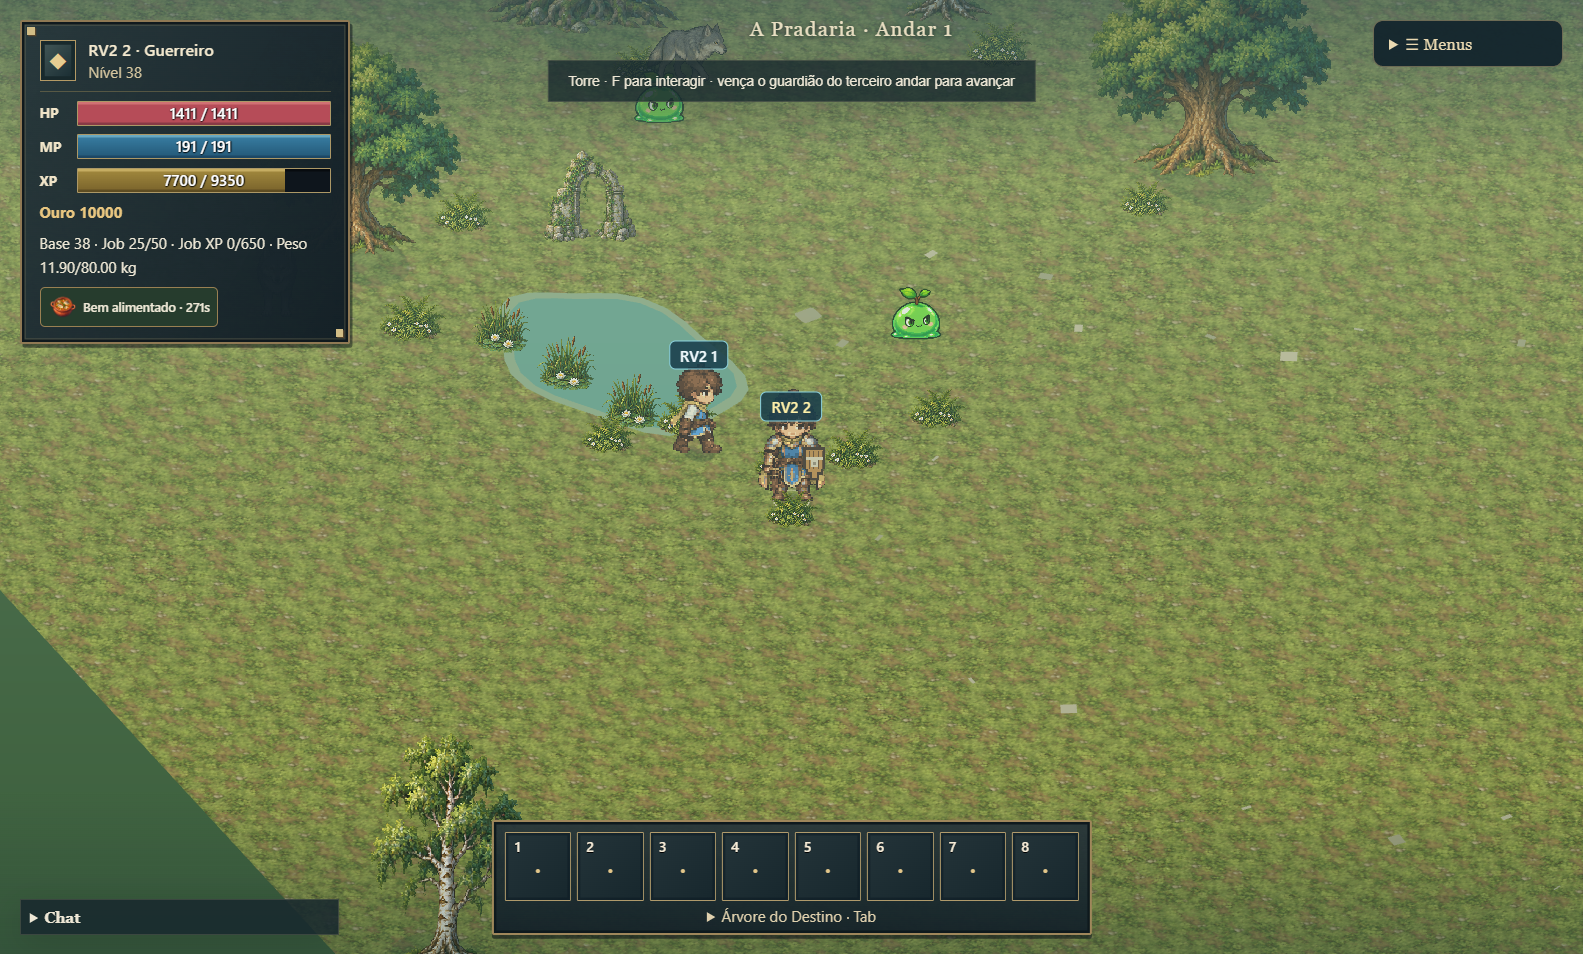 RV2 2 · Guerreiro
Nível 38
HP 1411 / 1411
MP 191 / 191
XP 7700 / 9350
Ouro 10000
Base 38 · Job 25/50 · Job XP 0/650 · Peso
11.90/80.00 kg
Bem alimentado · 271s
A Pradaria · Andar 1
Torre · F para interagir · vença o guardião do terceiro andar para avançar
☰ Menus
RV2 1
RV2 2
1 2 3 4 5 6 7 8
Árvore do Destino · Tab
Chat